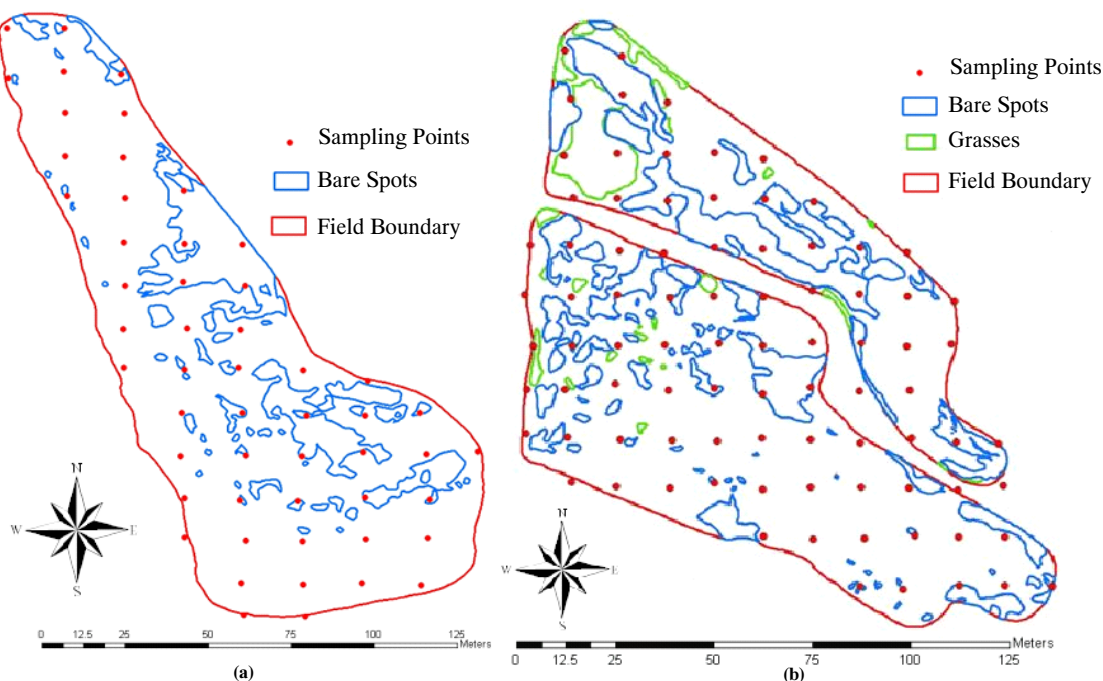 Sampling Points
Bare Spots
Field Boundary
N
W
E
S
0 12.5 25 50 75 100 125
Meters
(a)
Sampling Points
Bare Spots
Grasses
Field Boundary
N
W
E
S
0 12.5 25 50 75 100 125
Meters
(b)